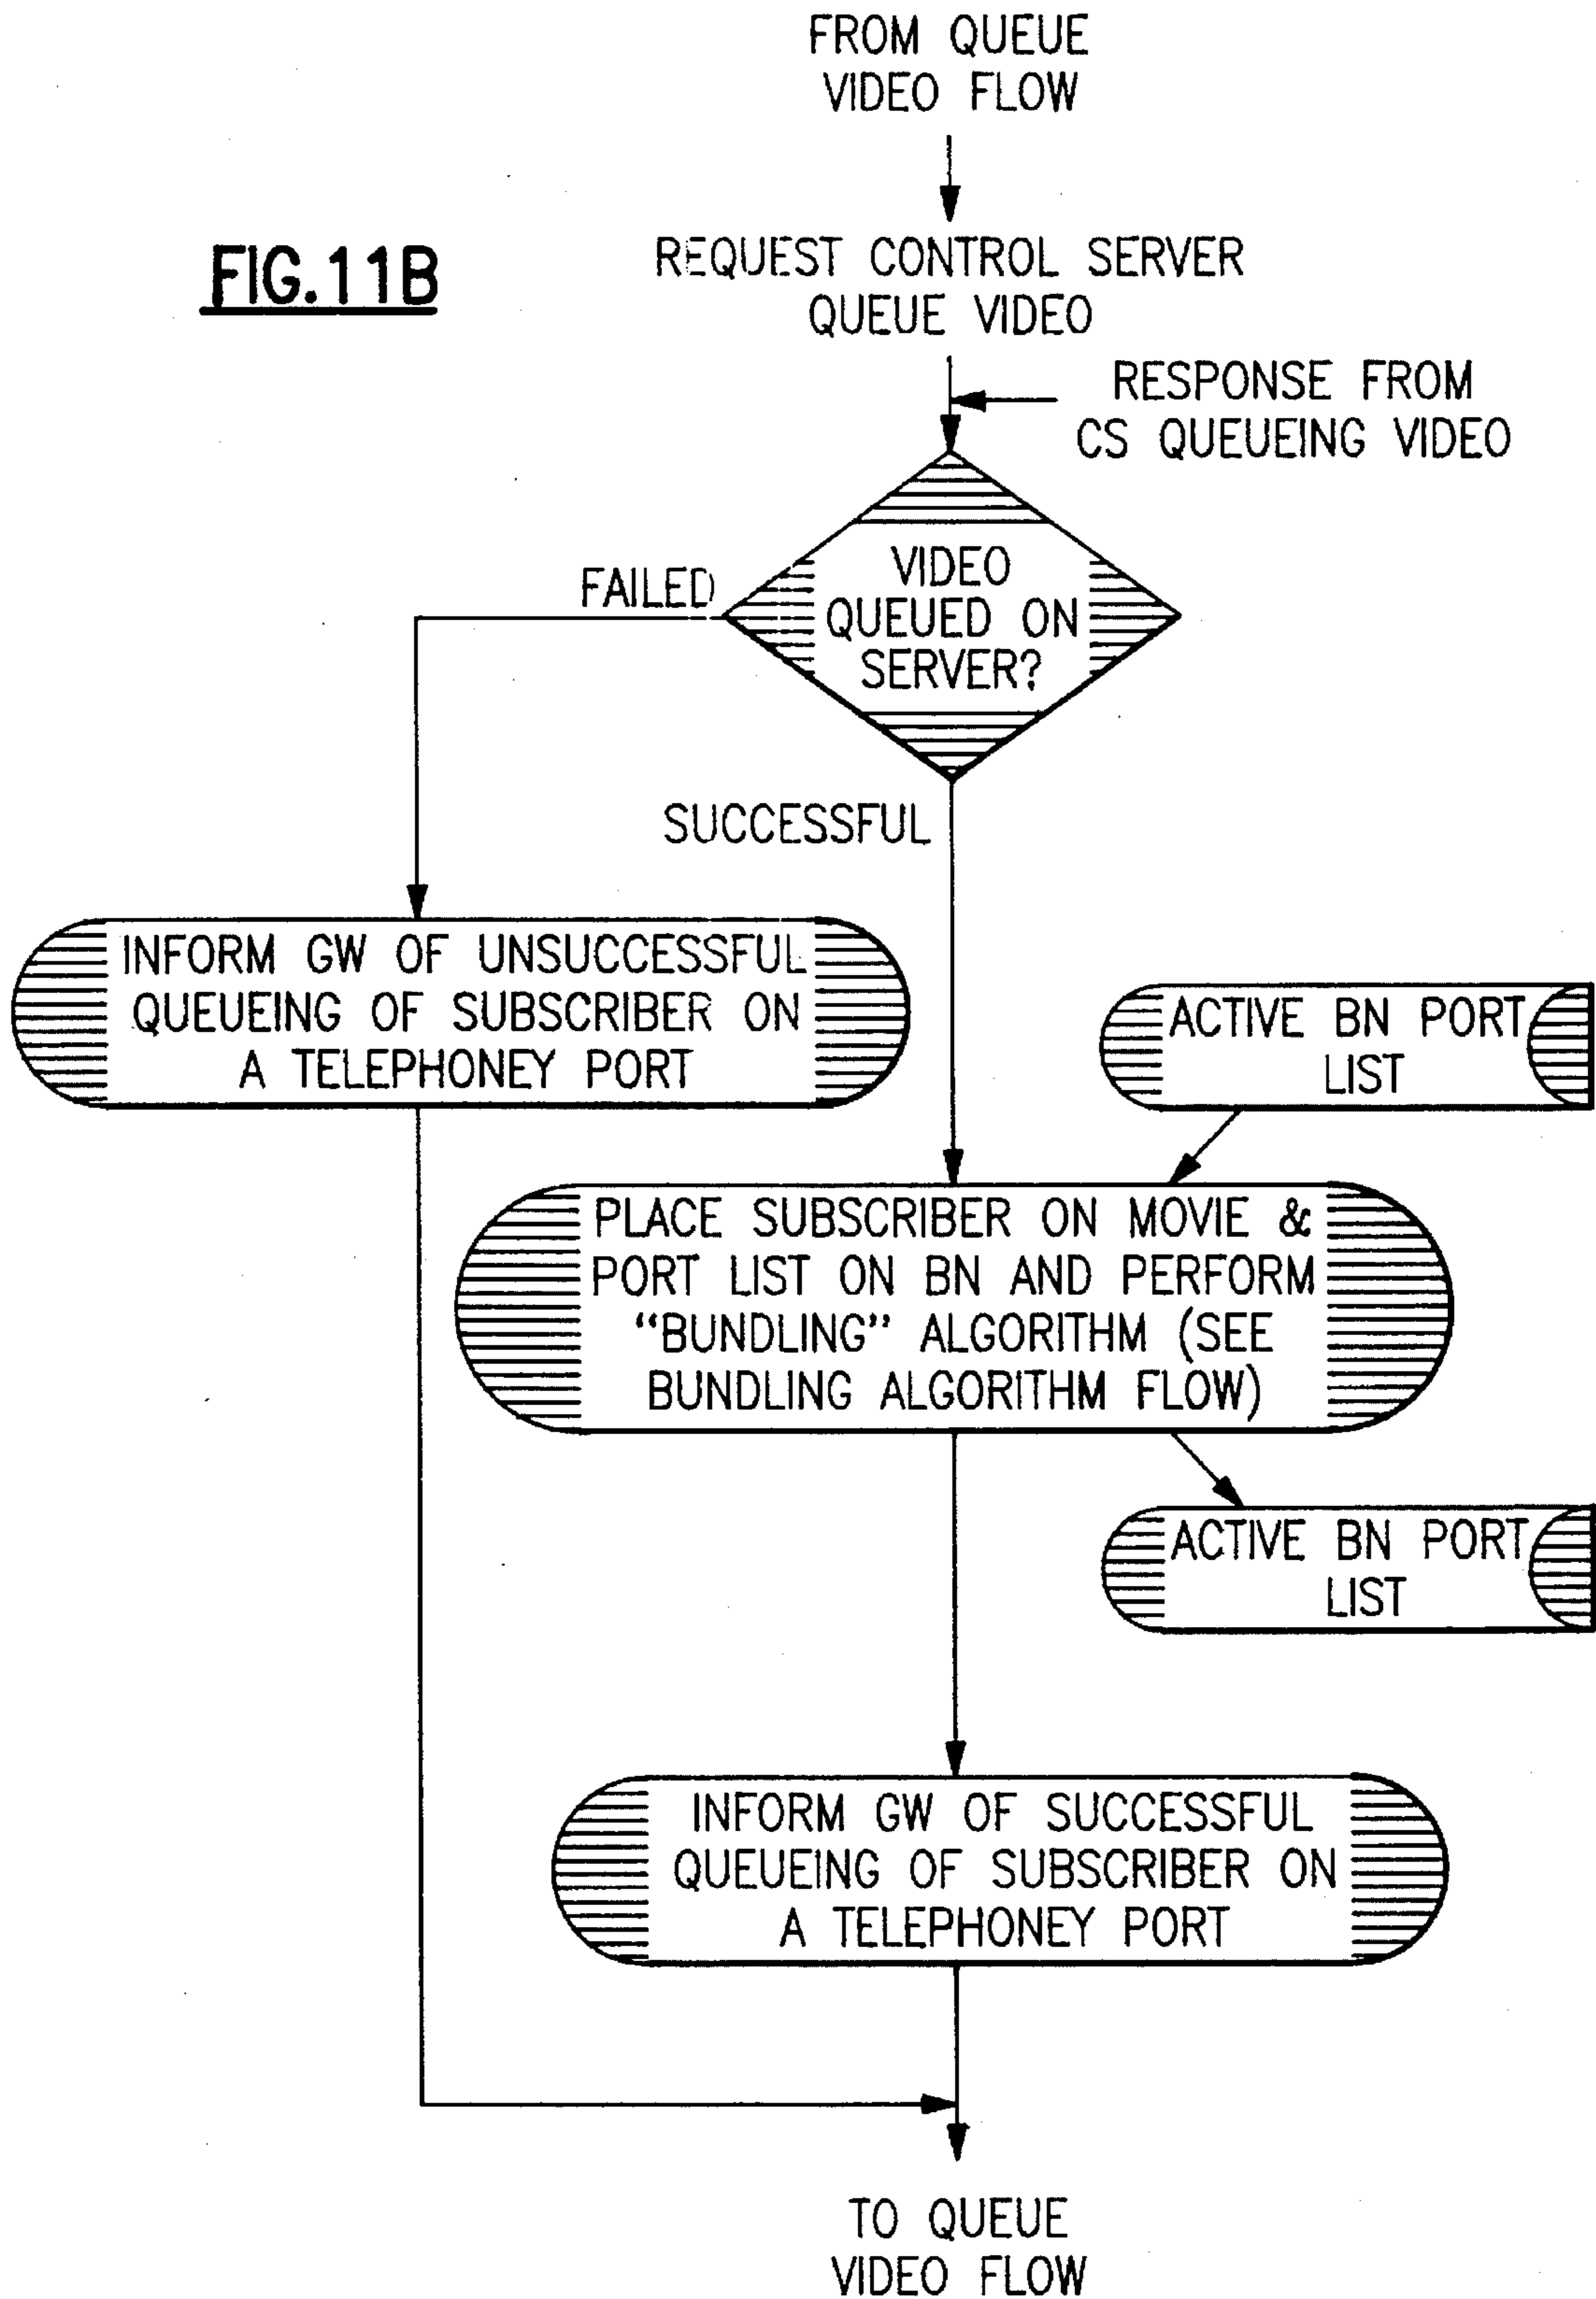 FROM QUEUE
VIDEO FLOW
FIG.11B
REQUEST CONTROL SERVER
QUEUE VIDEO
RESPONSE FROM
CS QUEUEING VIDEO
FAILED
VIDEO
QUEUED ON
SERVER?
SUCCESSFUL
INFORM GW OF UNSUCCESSFUL
QUEUEING OF SUBSCRIBER ON
A TELEPHONEY PORT
ACTIVE BN PORT
LIST
PLACE SUBSCRIBER ON MOVIE &
PORT LIST ON BN AND PERFORM
“BUNDLING” ALGORITHM (SEE
BUNDLING ALGORITHM FLOW)
ACTIVE BN PORT
LIST
INFORM GW OF SUCCESSFUL
QUEUEING OF SUBSCRIBER ON
A TELEPHONEY PORT
TO QUEUE
VIDEO FLOW